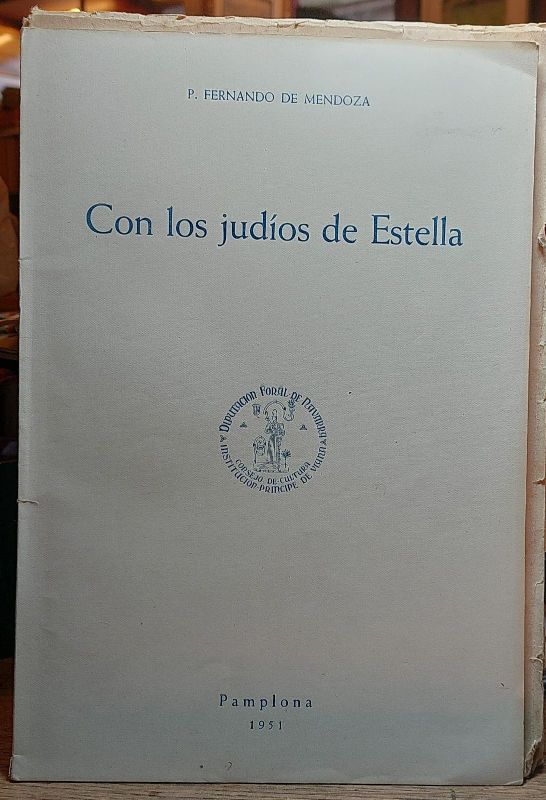 P. FERNANDO DE MENDOZA
Con los judíos de Estella
DIPUTACION FORAL DE NAVARRA
CONSEJO DE CULTURA
INSTITUCION PRINCIPE DE VIANA
Pamplona
1951